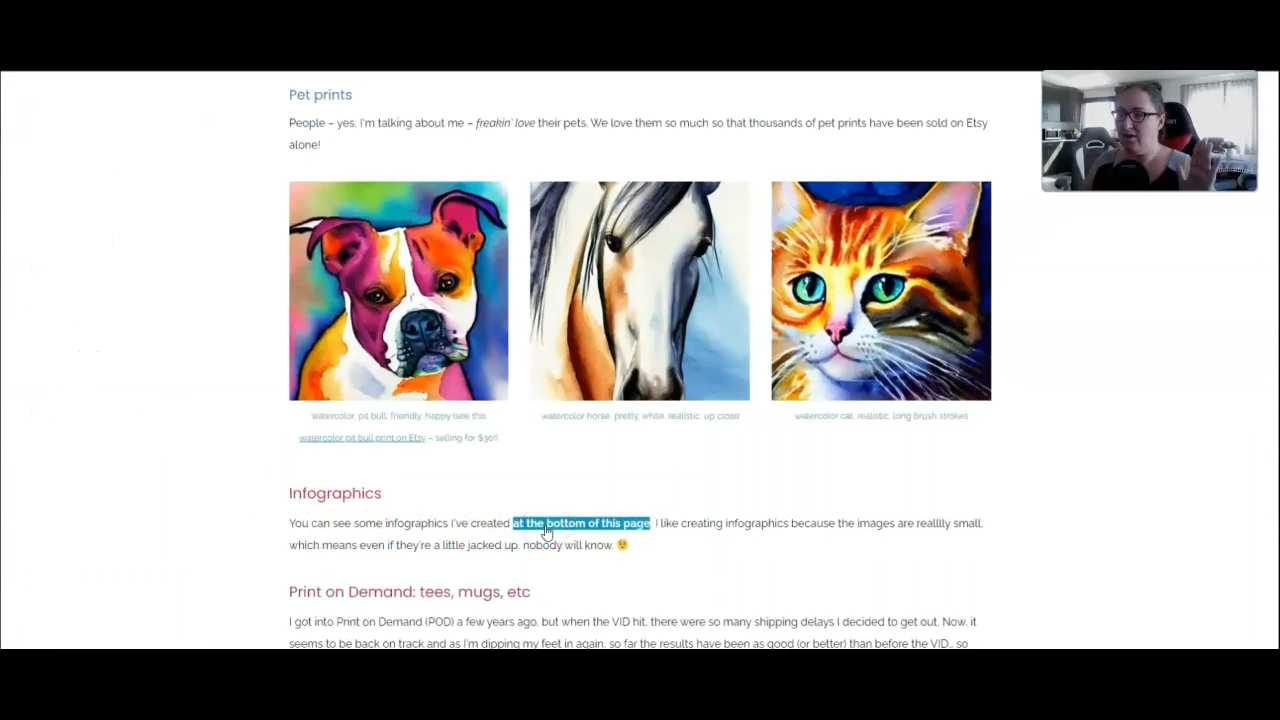 Pet prints
People – yes, I'm talking about me – freakin' love their pets. We love them so much so that thousands of pet prints have been sold on Etsy
alone!
watercolor, pit bull, friendly, happy (see this
watercolor pit bull print on Etsy – selling for $30!)
watercolor horse, pretty, white, realistic, up close
watercolor cat, realistic, long brush strokes
Infographics
You can see some infographics I've created at the bottom of this page. I like creating infographics because the images are realllly small,
which means even if they're a little jacked up, nobody will know. 😉
Print on Demand: tees, mugs, etc
I got into Print on Demand (POD) a few years ago, but when the VID hit, there were so many shipping delays I decided to get out. Now, it
seems to be back on track and as I'm dipping my feet in again, so far the results have been as good (or better) than before the VID... so